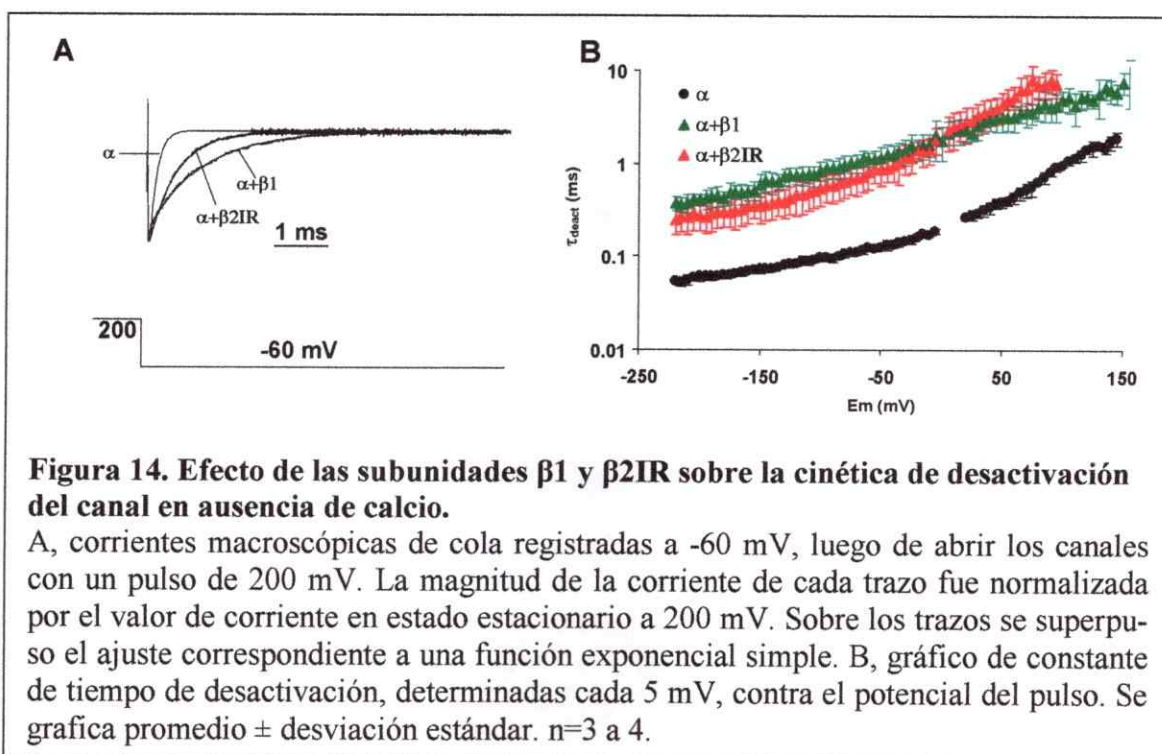 A
α
α+β2IR
α+β1
1 ms
200
-60 mV
B
α
α+β1
α+β2IR
10
1
0.1
0.01
τdeact (ms)
-250
-150
-50
50
150
Em (mV)
Figura 14. Efecto de las subunidades β1 y β2IR sobre la cinética de desactivación
del canal en ausencia de calcio.
A, corrientes macroscópicas de cola registradas a -60 mV, luego de abrir los canales
con un pulso de 200 mV. La magnitud de la corriente de cada trazo fue normalizada
por el valor de corriente en estado estacionario a 200 mV. Sobre los trazos se superpu-
so el ajuste correspondiente a una función exponencial simple. B, gráfico de constante
de tiempo de desactivación, determinadas cada 5 mV, contra el potencial del pulso. Se
grafica promedio ± desviación estándar. n=3 a 4.